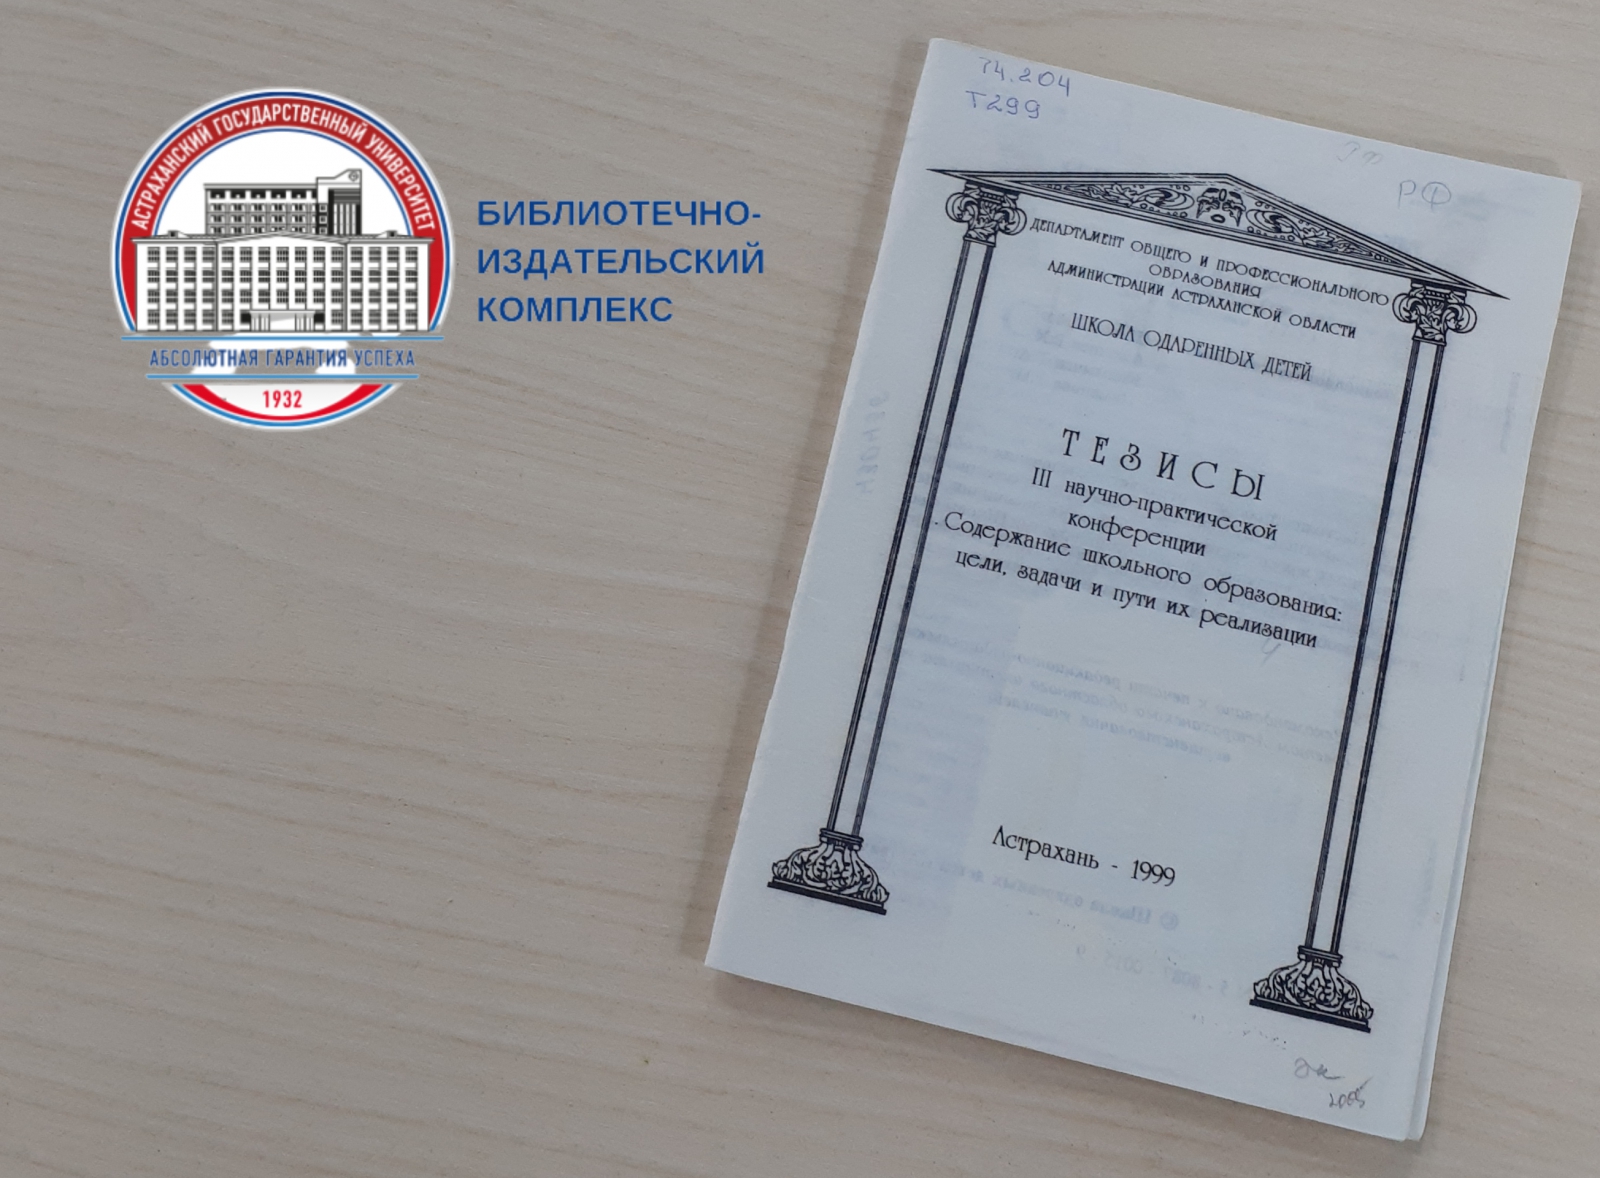 АСТРАХАНСКИЙ ГОСУДАРСТВЕННЫЙ УНИВЕРСИТЕТ
АБСОЛЮТНАЯ ГАРАНТИЯ УСПЕХА
1932
БИБЛИОТЕЧНО-
ИЗДАТЕЛЬСКИЙ
КОМПЛЕКС
74.204
Т299
РФ
ДЕПАРТАМЕНТ ОБЩЕГО И ПРОФЕССИОНАЛЬНОГО
ОБРАЗОВАНИЯ
АДМИНИСТРАЦИИ АСТРАХАНСКОЙ ОБЛАСТИ
ШКОЛА ОДАРЕННЫХ ДЕТЕЙ
ТЕЗИСЫ
III научно-практической
конференции
Содержание школьного образования:
цели, задачи и пути их реализации
Астрахань - 1999
2005